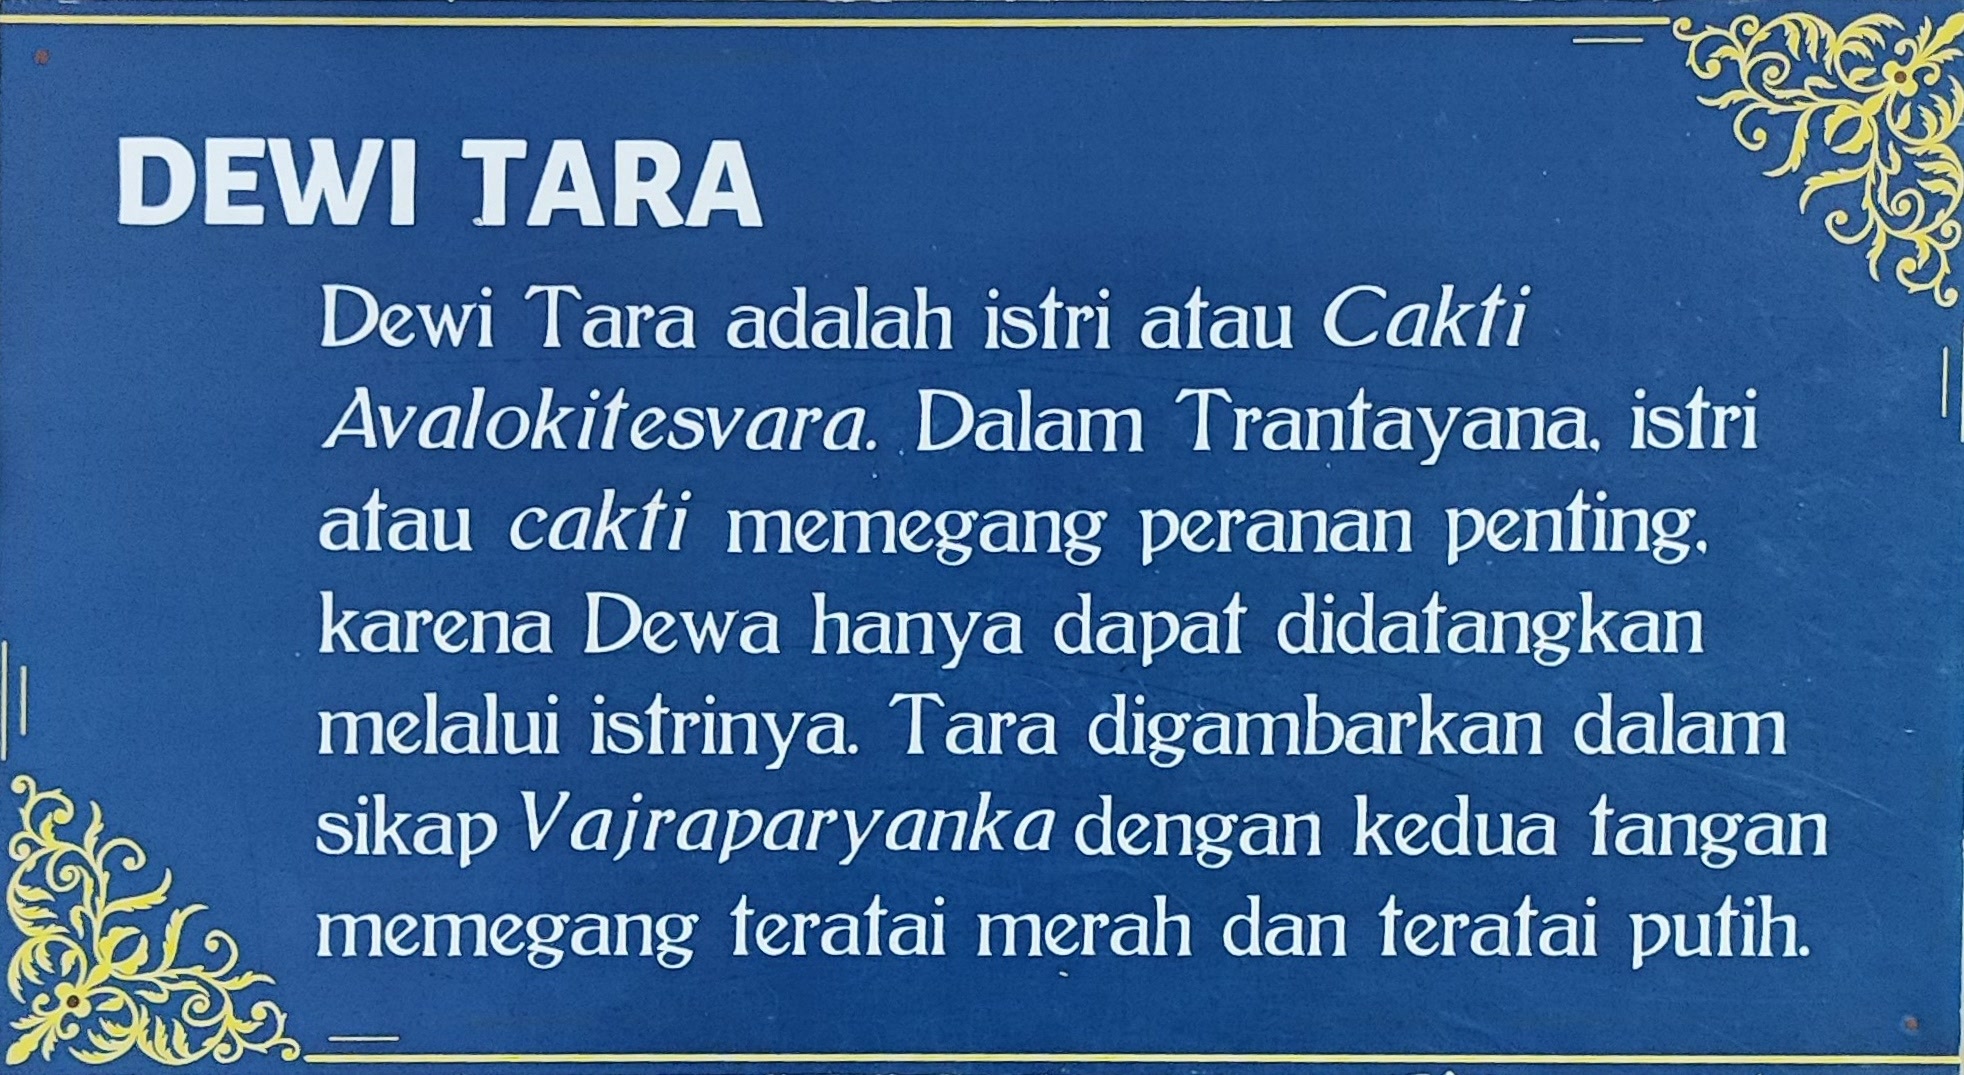 DEWI TARA
Dewi Tara adalah istri atau Cakti
Avalokitesvara. Dalam Trantayana, istri
atau cakti memegang peranan penting,
karena Dewa hanya dapat didatangkan
melalui istrinya. Tara digambarkan dalam
sikap Vajraparyanka dengan kedua tangan
memegang teratai merah dan teratai putih.